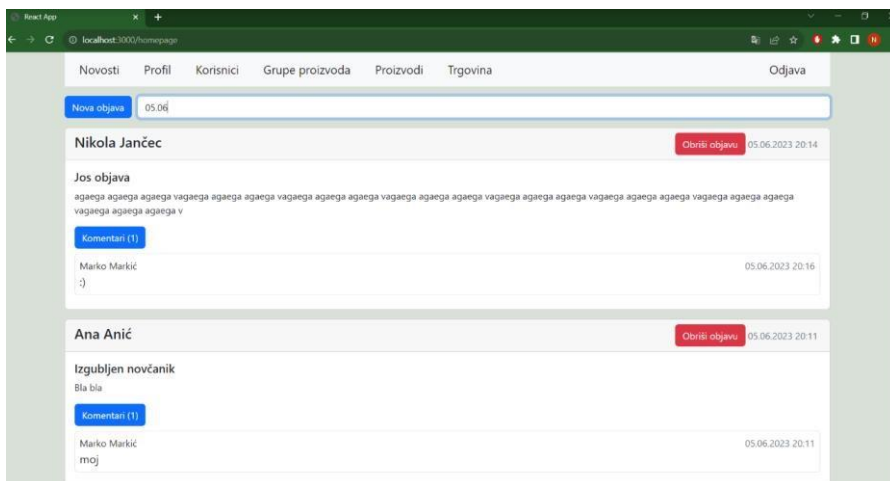 React App
localhost:3000/homepage
N
Novosti Profil Korisnici Grupe proizvoda Proizvodi Trgovina Odjava
Nova objava 05.06
Nikola Jančec Obriši objavu 05.06.2023 20:14
Jos objava
agaega agaega agaega vagaega agaega agaega vagaega agaega agaega vagaega agaega agaega vagaega agaega agaega vagaega agaega agaega vagaega agaega agaega
vagaega agaega agaega v
Komentari (1)
Marko Markić 05.06.2023 20:16
:)
Ana Anić Obriši objavu 05.06.2023 20:11
Izgubljen novčanik
Bla bla
Komentari (1)
Marko Markić 05.06.2023 20:11
moj